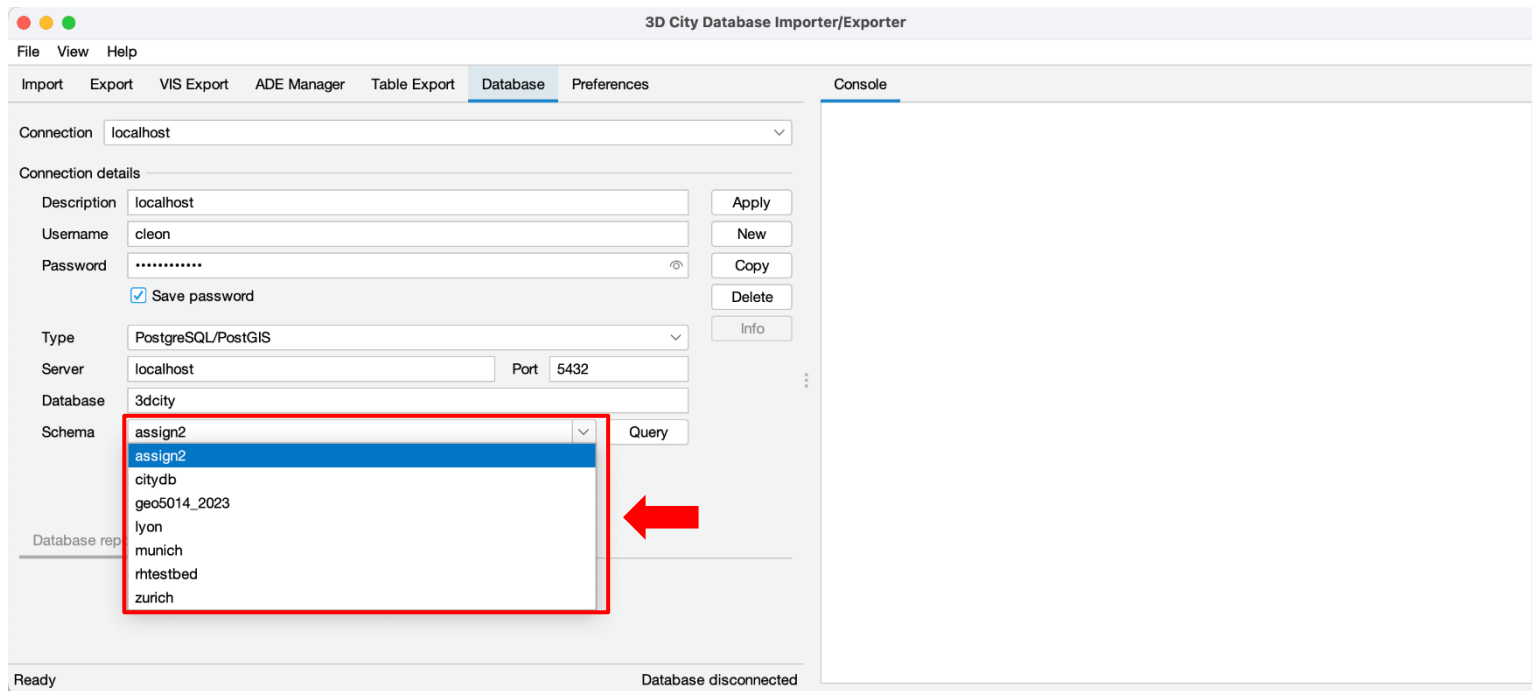 3D City Database Importer/Exporter
File View Help
Import Export VIS Export ADE Manager Table Export Database Preferences
Console
Connection localhost
Connection details
Description localhost Apply
Username cleon New
Password •••••••••••• Copy
Save password Delete
Info
Type PostgreSQL/PostGIS
Server localhost Port 5432
Database 3dcity
Schema assign2 Query
assign2
citydb
geo5014_2023
lyon
Database rep
munich
rhtestbed
zurich
Ready Database disconnected